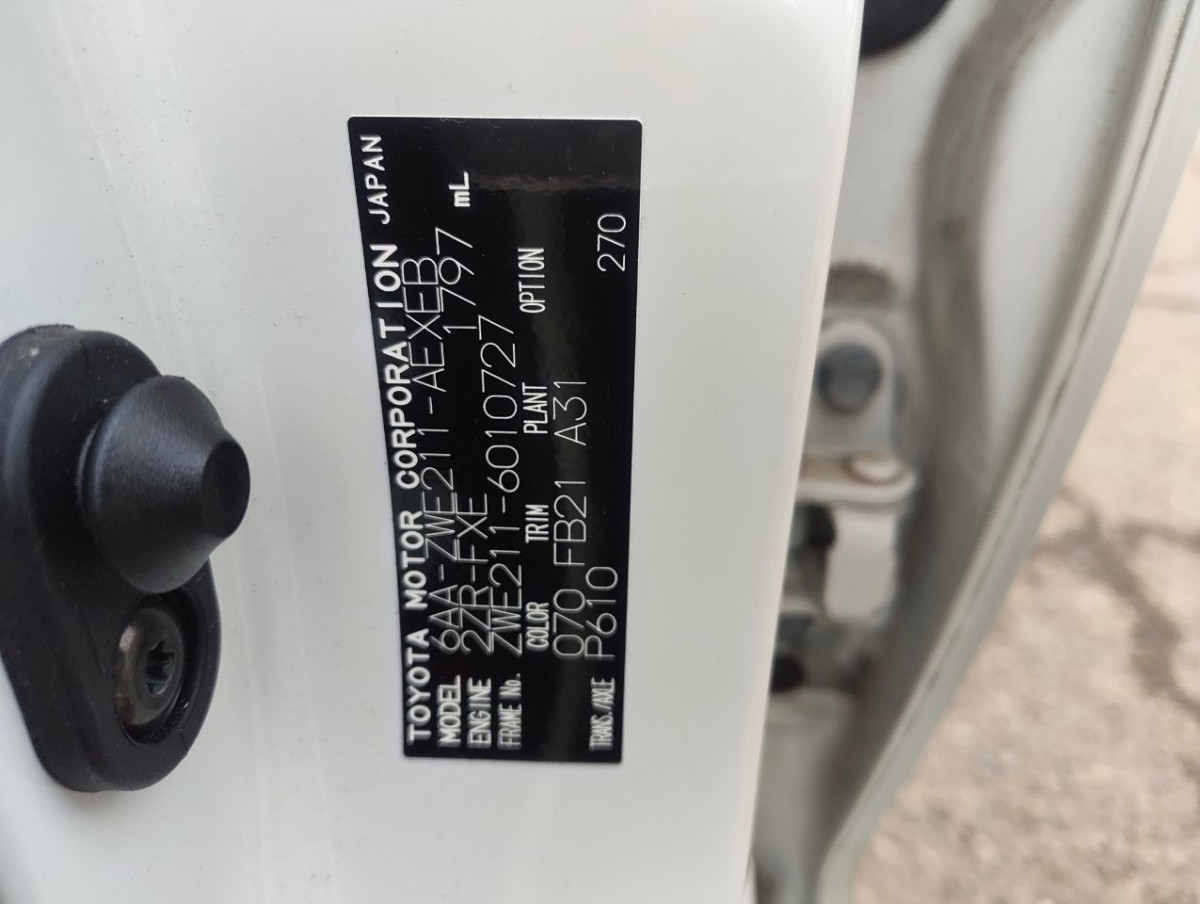 TOYOTA MOTOR CORPORATION JAPAN
MODEL 6AA-ZWE211-AEXEB
ENGINE 2ZR-FXE 1797 mL
FRAME No. ZWE211-6010727
COLOR TRIM PLANT OPTION
070 FB21 A31
TRANS./AXLE P610 270